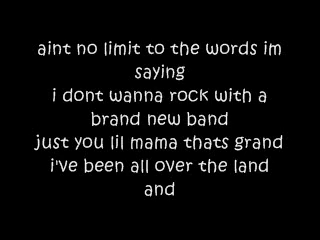 aint no limit to the words im
saying
i dont wanna rock with a
brand new band
just you lil mama thats grand
i've been all over the land
and